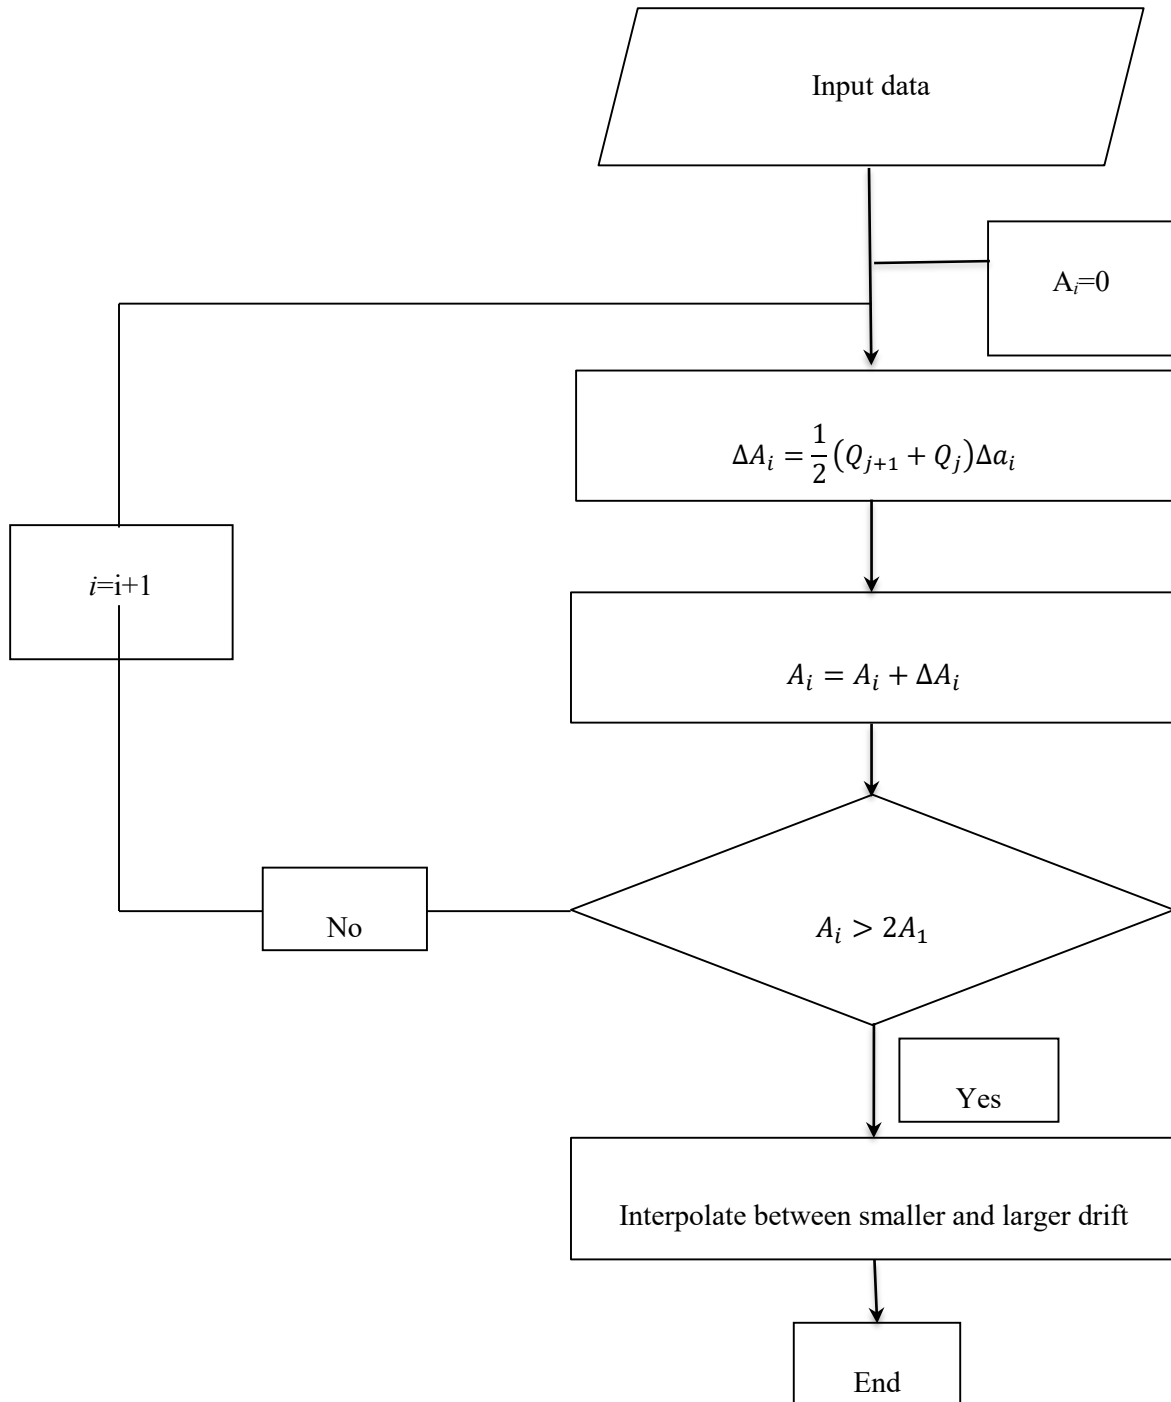 Input data
Aᵢ=0
ΔAᵢ = 1/2 (Qⱼ₊₁ + Qⱼ)Δaᵢ
i=i+1
Aᵢ = Aᵢ + ΔAᵢ
No
Aᵢ > 2A₁
Yes
Interpolate between smaller and larger drift
End